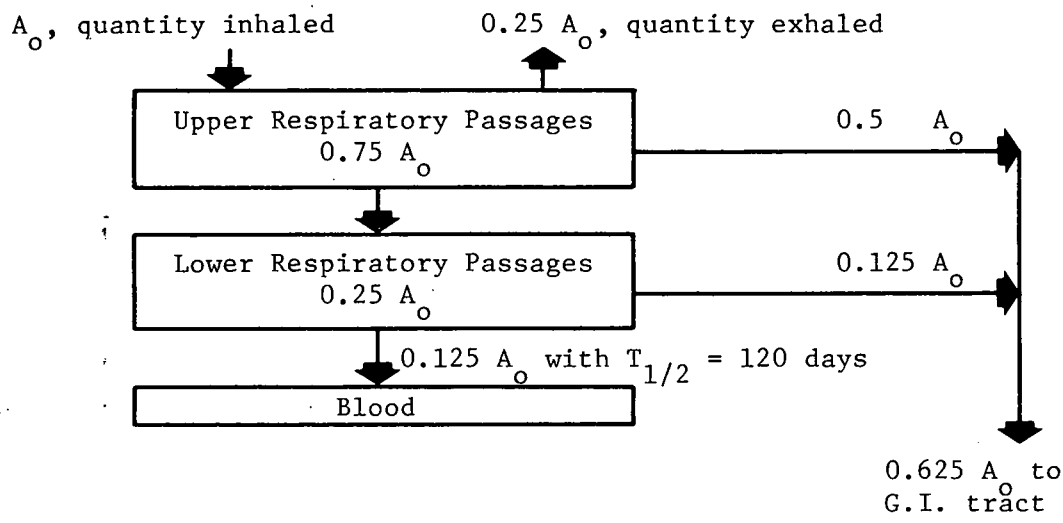 A_o, quantity inhaled
0.25 A_o, quantity exhaled
Upper Respiratory Passages
0.75 A_o
0.5 A_o
Lower Respiratory Passages
0.25 A_o
0.125 A_o
0.125 A_o with T_1/2 = 120 days
Blood
0.625 A_o to
G.I. tract